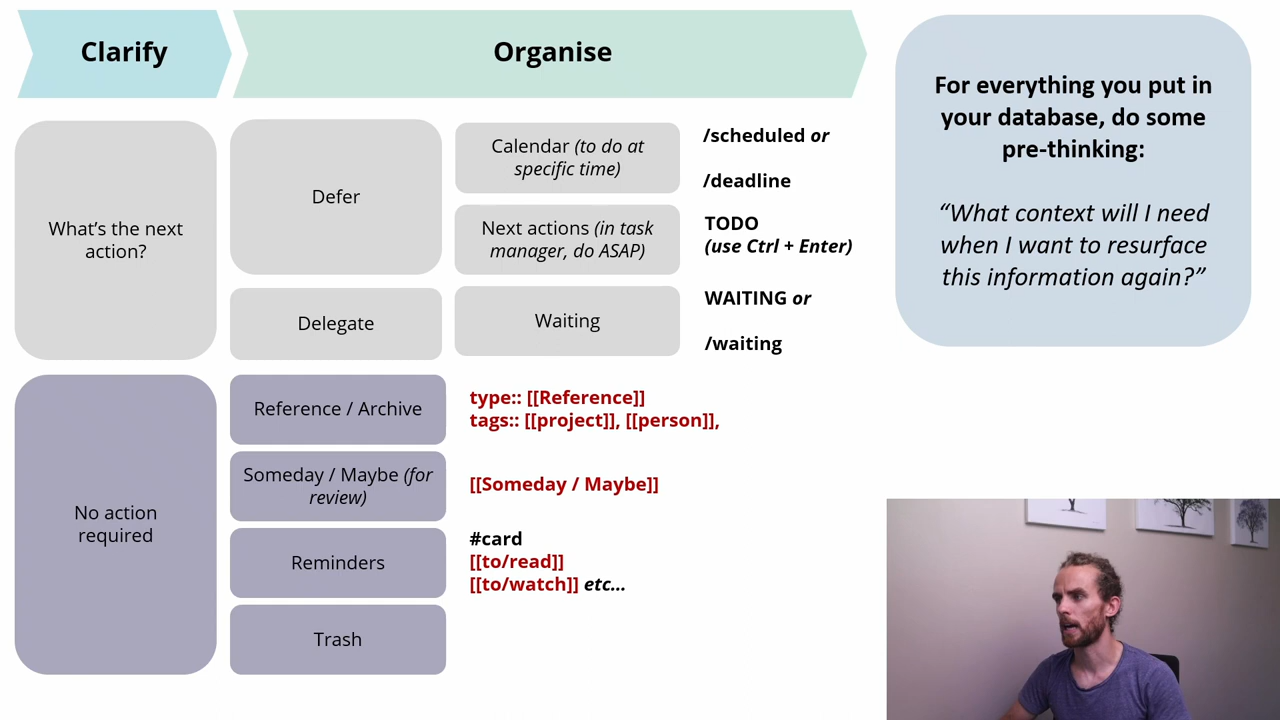 Clarify
Organise
What's the next
action?
Defer
Calendar (to do at
specific time)
/scheduled or
/deadline
Next actions (in task
manager, do ASAP)
TODO
(use Ctrl + Enter)
Delegate
Waiting
WAITING or
/waiting
No action
required
Reference / Archive
type:: [[Reference]]
tags:: [[project]], [[person]],
Someday / Maybe (for
review)
[[Someday / Maybe]]
Reminders
#card
[[to/read]]
[[to/watch]] etc...
Trash
For everything you put in
your database, do some
pre-thinking:
“What context will I need
when I want to resurface
this information again?”